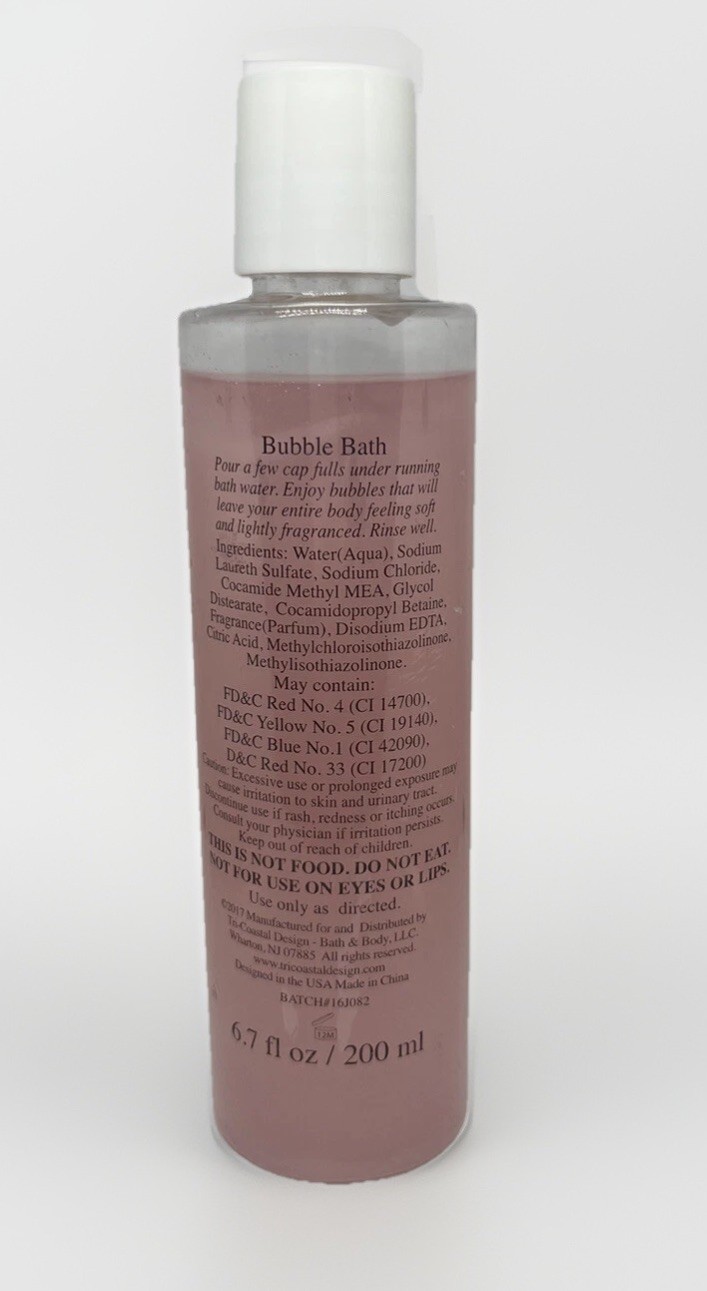 Bubble Bath
Pour a few cap fulls under running
bath water. Enjoy bubbles that will
leave your entire body feeling soft
and lightly fragranced. Rinse well.
Ingredients: Water(Aqua), Sodium
Laureth Sulfate, Sodium Chloride,
Cocamide Methyl MEA, Glycol
Distearate, Cocamidopropyl Betaine,
Fragrance(Parfum), Disodium EDTA,
Citric Acid, Methylchloroisothiazolinone,
Methylisothiazolinone.
May contain:
FD&C Red No. 4 (CI 14700),
FD&C Yellow No. 5 (CI 19140),
FD&C Blue No.1 (CI 42090),
D&C Red No. 33 (CI 17200)
Caution: Excessive use or prolonged exposure may
cause irritation to skin and urinary tract.
Discontinue use if rash, redness or itching occurs.
Consult your physician if irritation persists.
Keep out of reach of children.
THIS IS NOT FOOD. DO NOT EAT.
NOT FOR USE ON EYES OR LIPS.
Use only as directed.
©2017 Manufactured for and Distributed by
Tri-Coastal Design - Bath & Body, LLC.
Wharton, NJ 07885 All rights reserved.
www.tricoastaldesign.com
Designed in the USA Made in China
BATCH#16J082
12M
6.7 fl oz / 200 ml